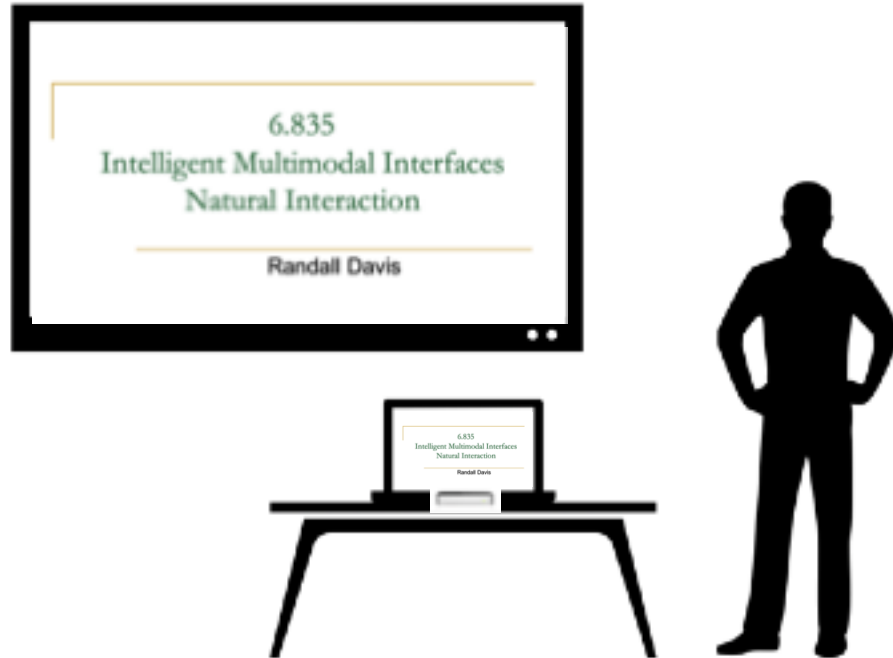 6.835
Intelligent Multimodal Interfaces
Natural Interaction
Randall Davis
6.835
Intelligent Multimodal Interfaces
Natural Interaction
Randall Davis